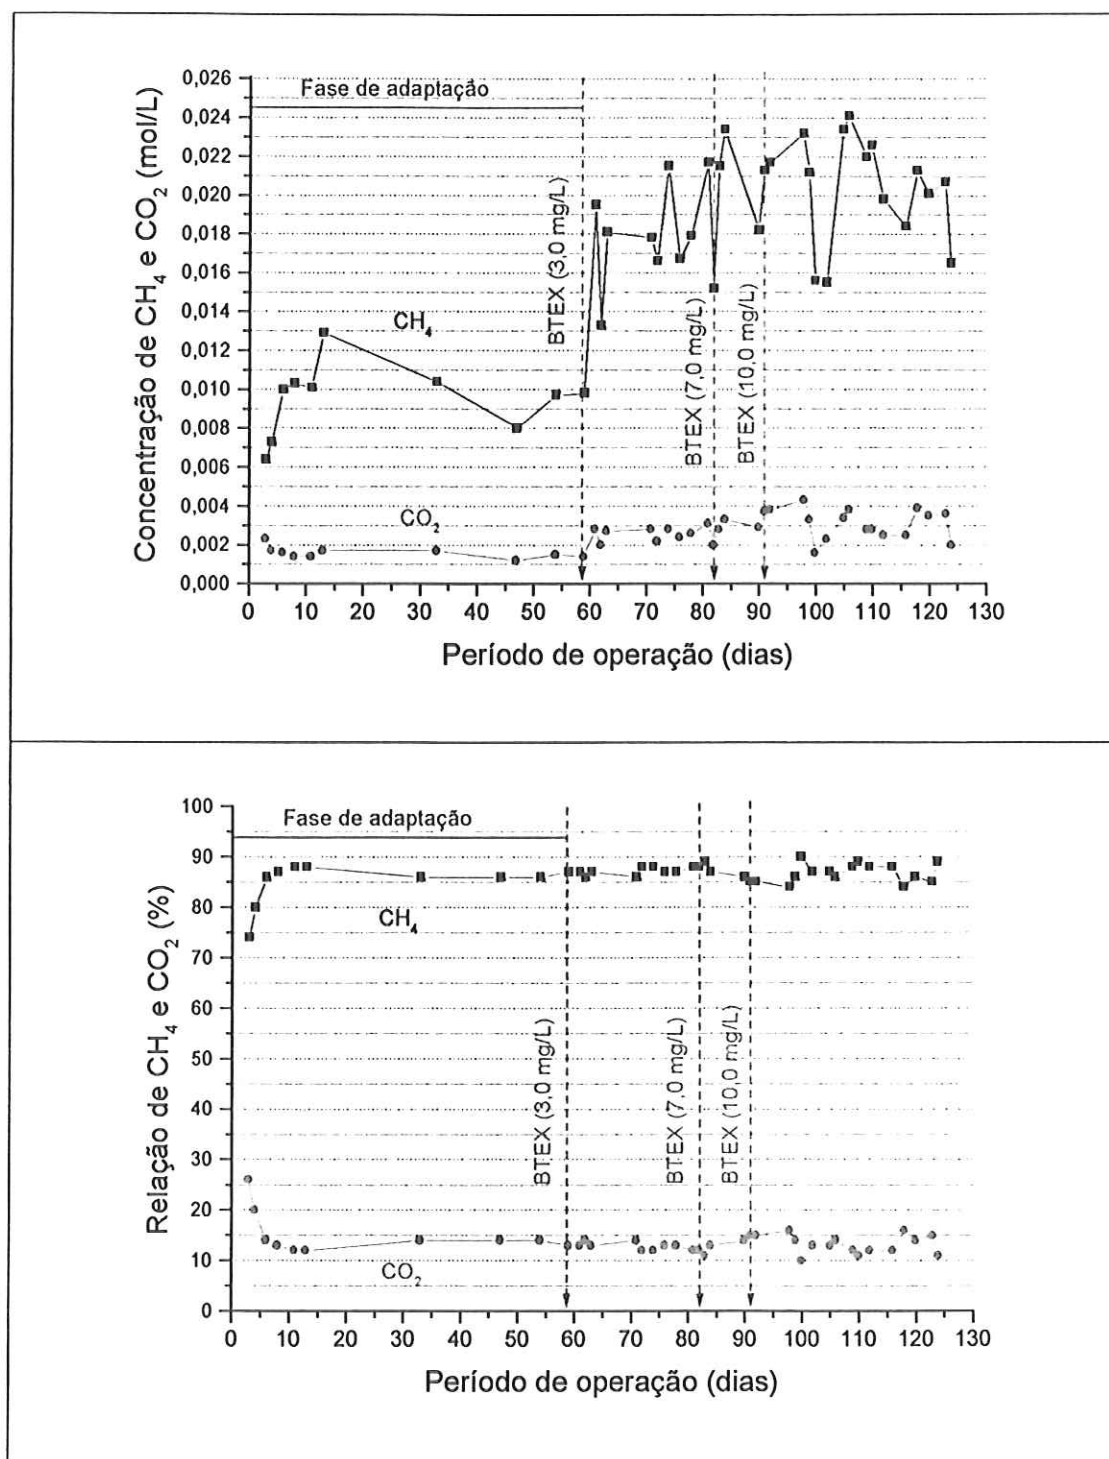 Fase de adaptação
Concentração de CH4 e CO2 (mol/L)
0,026
0,024
0,022
0,020
0,018
0,016
0,014
0,012
0,010
0,008
0,006
0,004
0,002
0,000
CH4
CO2
BTEX (3,0 mg/L)
BTEX (7,0 mg/L)
BTEX (10,0 mg/L)
0 10 20 30 40 50 60 70 80 90 100 110 120 130
Período de operação (dias)
Fase de adaptação
Relação de CH4 e CO2 (%)
100
90
80
70
60
50
40
30
20
10
0
CH4
CO2
BTEX (3,0 mg/L)
BTEX (7,0 mg/L)
BTEX (10,0 mg/L)
0 10 20 30 40 50 60 70 80 90 100 110 120 130
Período de operação (dias)